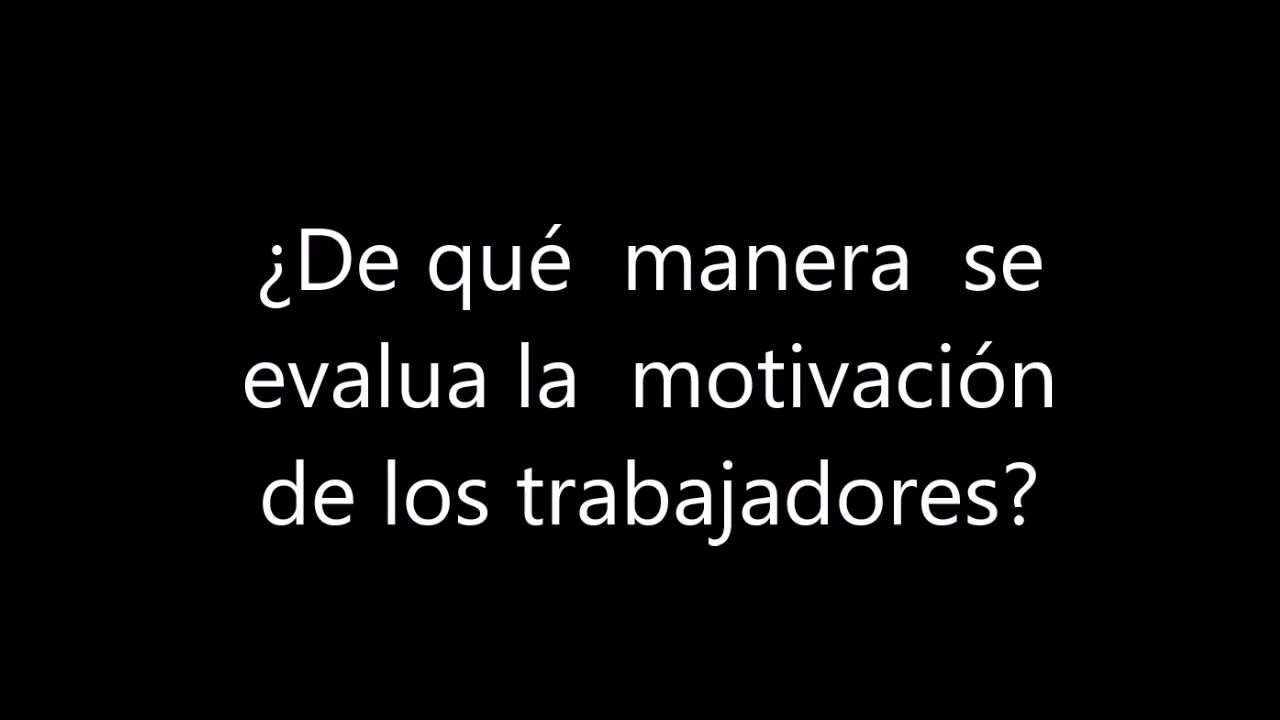 ¿De qué  manera  se
evalua la  motivación
de los trabajadores?